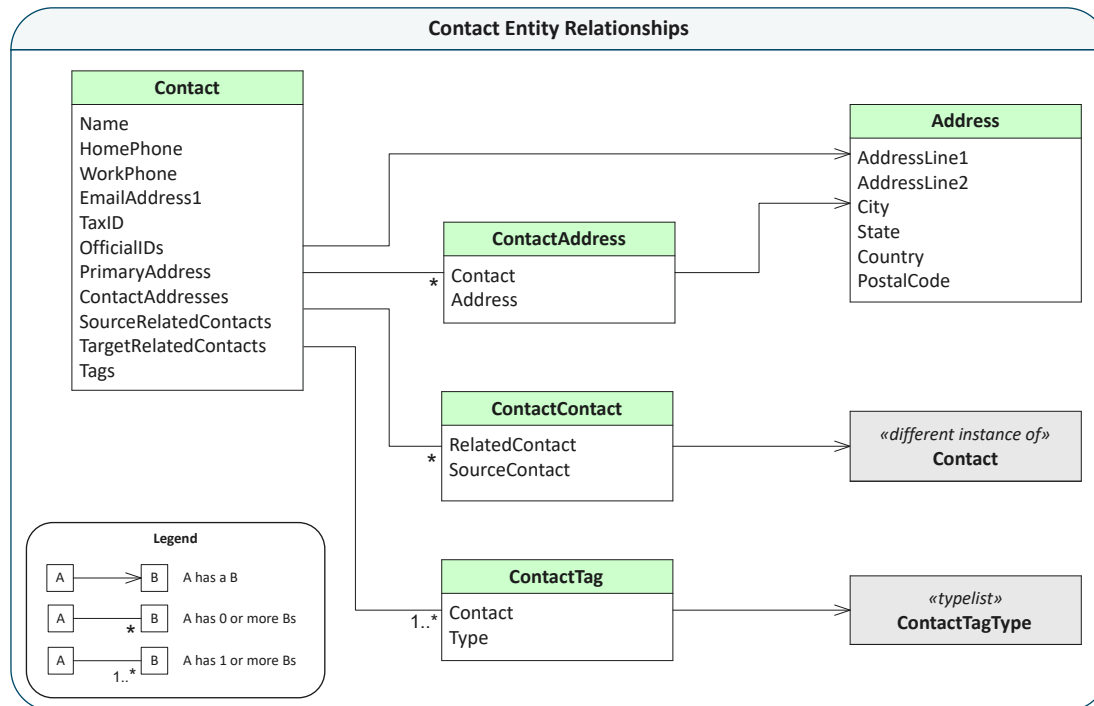 Contact Entity Relationships
Contact
Name
HomePhone
WorkPhone
EmailAddress1
TaxID
OfficialIDs
PrimaryAddress
ContactAddresses
SourceRelatedContacts
TargetRelatedContacts
Tags
Address
AddressLine1
AddressLine2
City
State
Country
PostalCode
ContactAddress
Contact
Address
*
ContactContact
RelatedContact
SourceContact
*
«different instance of»
Contact
ContactTag
Contact
Type
1..*
«typelist»
ContactTagType
Legend
A B A has a B
A * B A has 0 or more Bs
A 1..* B A has 1 or more Bs